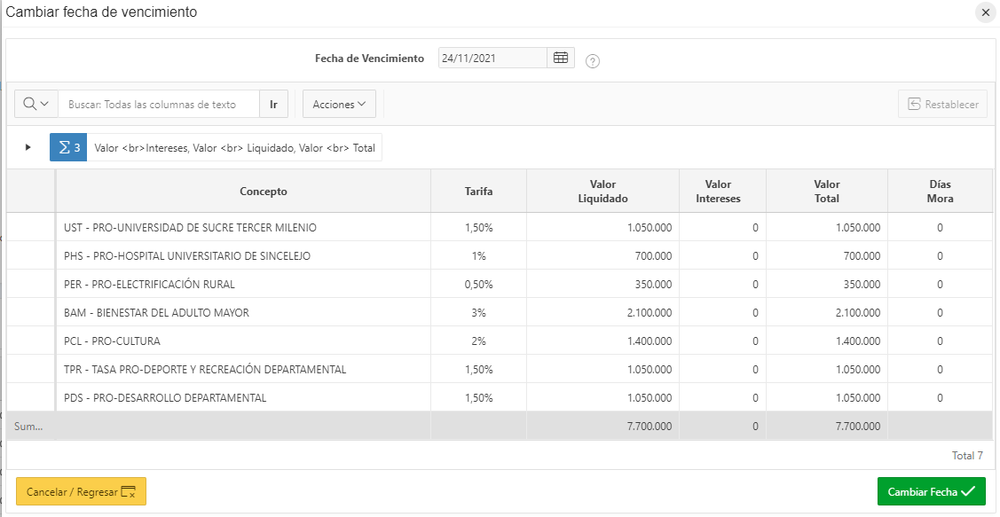 Cambiar fecha de vencimiento
Fecha de Vencimiento 24/11/2021
Buscar: Todas las columnas de texto Ir Acciones Restablecer
3 Valor <br>Intereses, Valor <br> Liquidado, Valor <br> Total
Concepto Tarifa Valor Liquidado Valor Intereses Valor Total Días Mora
UST - PRO-UNIVERSIDAD DE SUCRE TERCER MILENIO 1,50% 1.050.000 0 1.050.000 0
PHS - PRO-HOSPITAL UNIVERSITARIO DE SINCELEJO 1% 700.000 0 700.000 0
PER - PRO-ELECTRIFICACIÓN RURAL 0,50% 350.000 0 350.000 0
BAM - BIENESTAR DEL ADULTO MAYOR 3% 2.100.000 0 2.100.000 0
PCL - PRO-CULTURA 2% 1.400.000 0 1.400.000 0
TPR - TASA PRO-DEPORTE Y RECREACIÓN DEPARTAMENTAL 1,50% 1.050.000 0 1.050.000 0
PDS - PRO-DESARROLLO DEPARTAMENTAL 1,50% 1.050.000 0 1.050.000 0
Sum... 7.700.000 0 7.700.000
Total 7
Cancelar / Regresar Cambiar Fecha